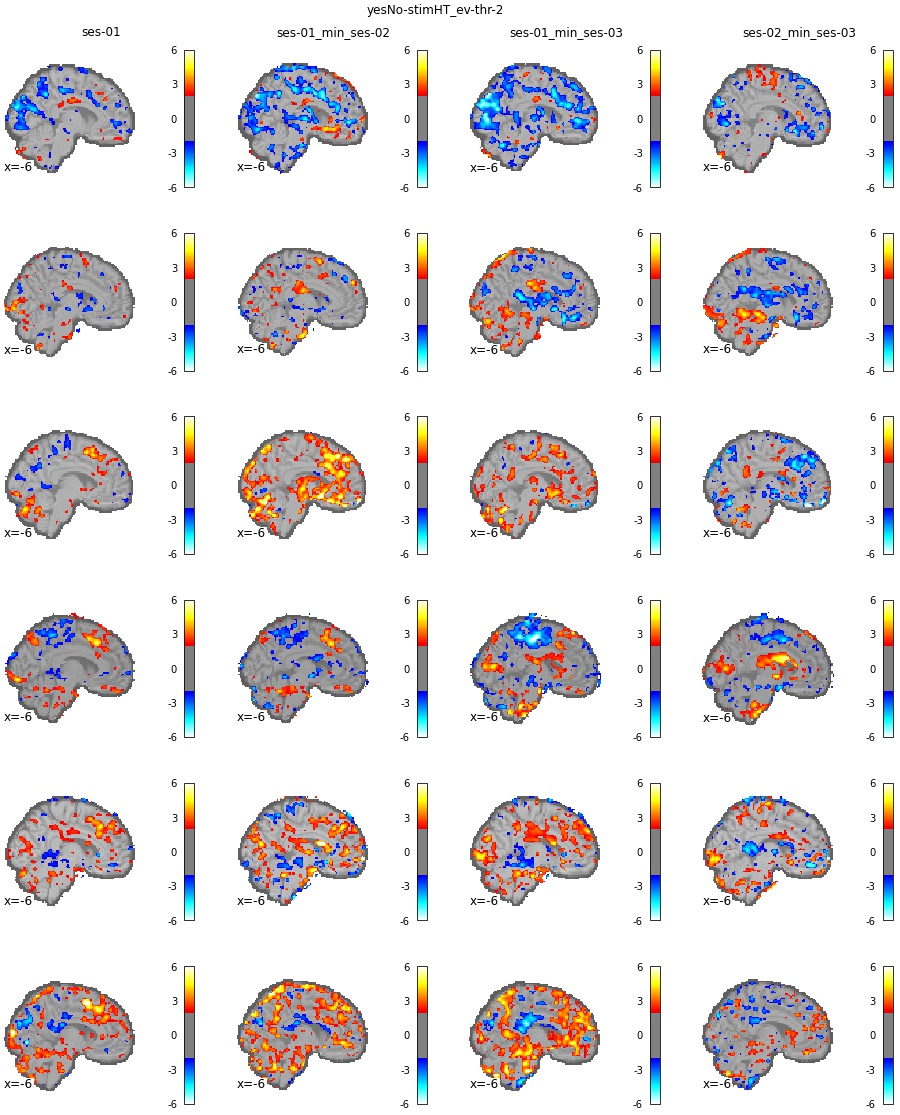 yesNo-stimHT_ev-thr-2
ses-01 ses-01_min_ses-02 ses-01_min_ses-03 ses-02_min_ses-03
6 6 6 6
3 3 3 3
0 0 0 0
-3 -3 -3 -3
x=-6 x=-6 x=-6 x=-6
-6 -6 -6 -6
6 6 6 6
3 3 3 3
0 0 0 0
-3 -3 -3 -3
x=-6 x=-6 x=-6 x=-6
-6 -6 -6 -6
6 6 6 6
3 3 3 3
0 0 0 0
-3 -3 -3 -3
x=-6 x=-6 x=-6 x=-6
-6 -6 -6 -6
6 6 6 6
3 3 3 3
0 0 0 0
-3 -3 -3 -3
x=-6 x=-6 x=-6 x=-6
-6 -6 -6 -6
6 6 6 6
3 3 3 3
0 0 0 0
-3 -3 -3 -3
x=-6 x=-6 x=-6 x=-6
-6 -6 -6 -6
6 6 6 6
3 3 3 3
0 0 0 0
-3 -3 -3 -3
x=-6 x=-6 x=-6 x=-6
-6 -6 -6 -6